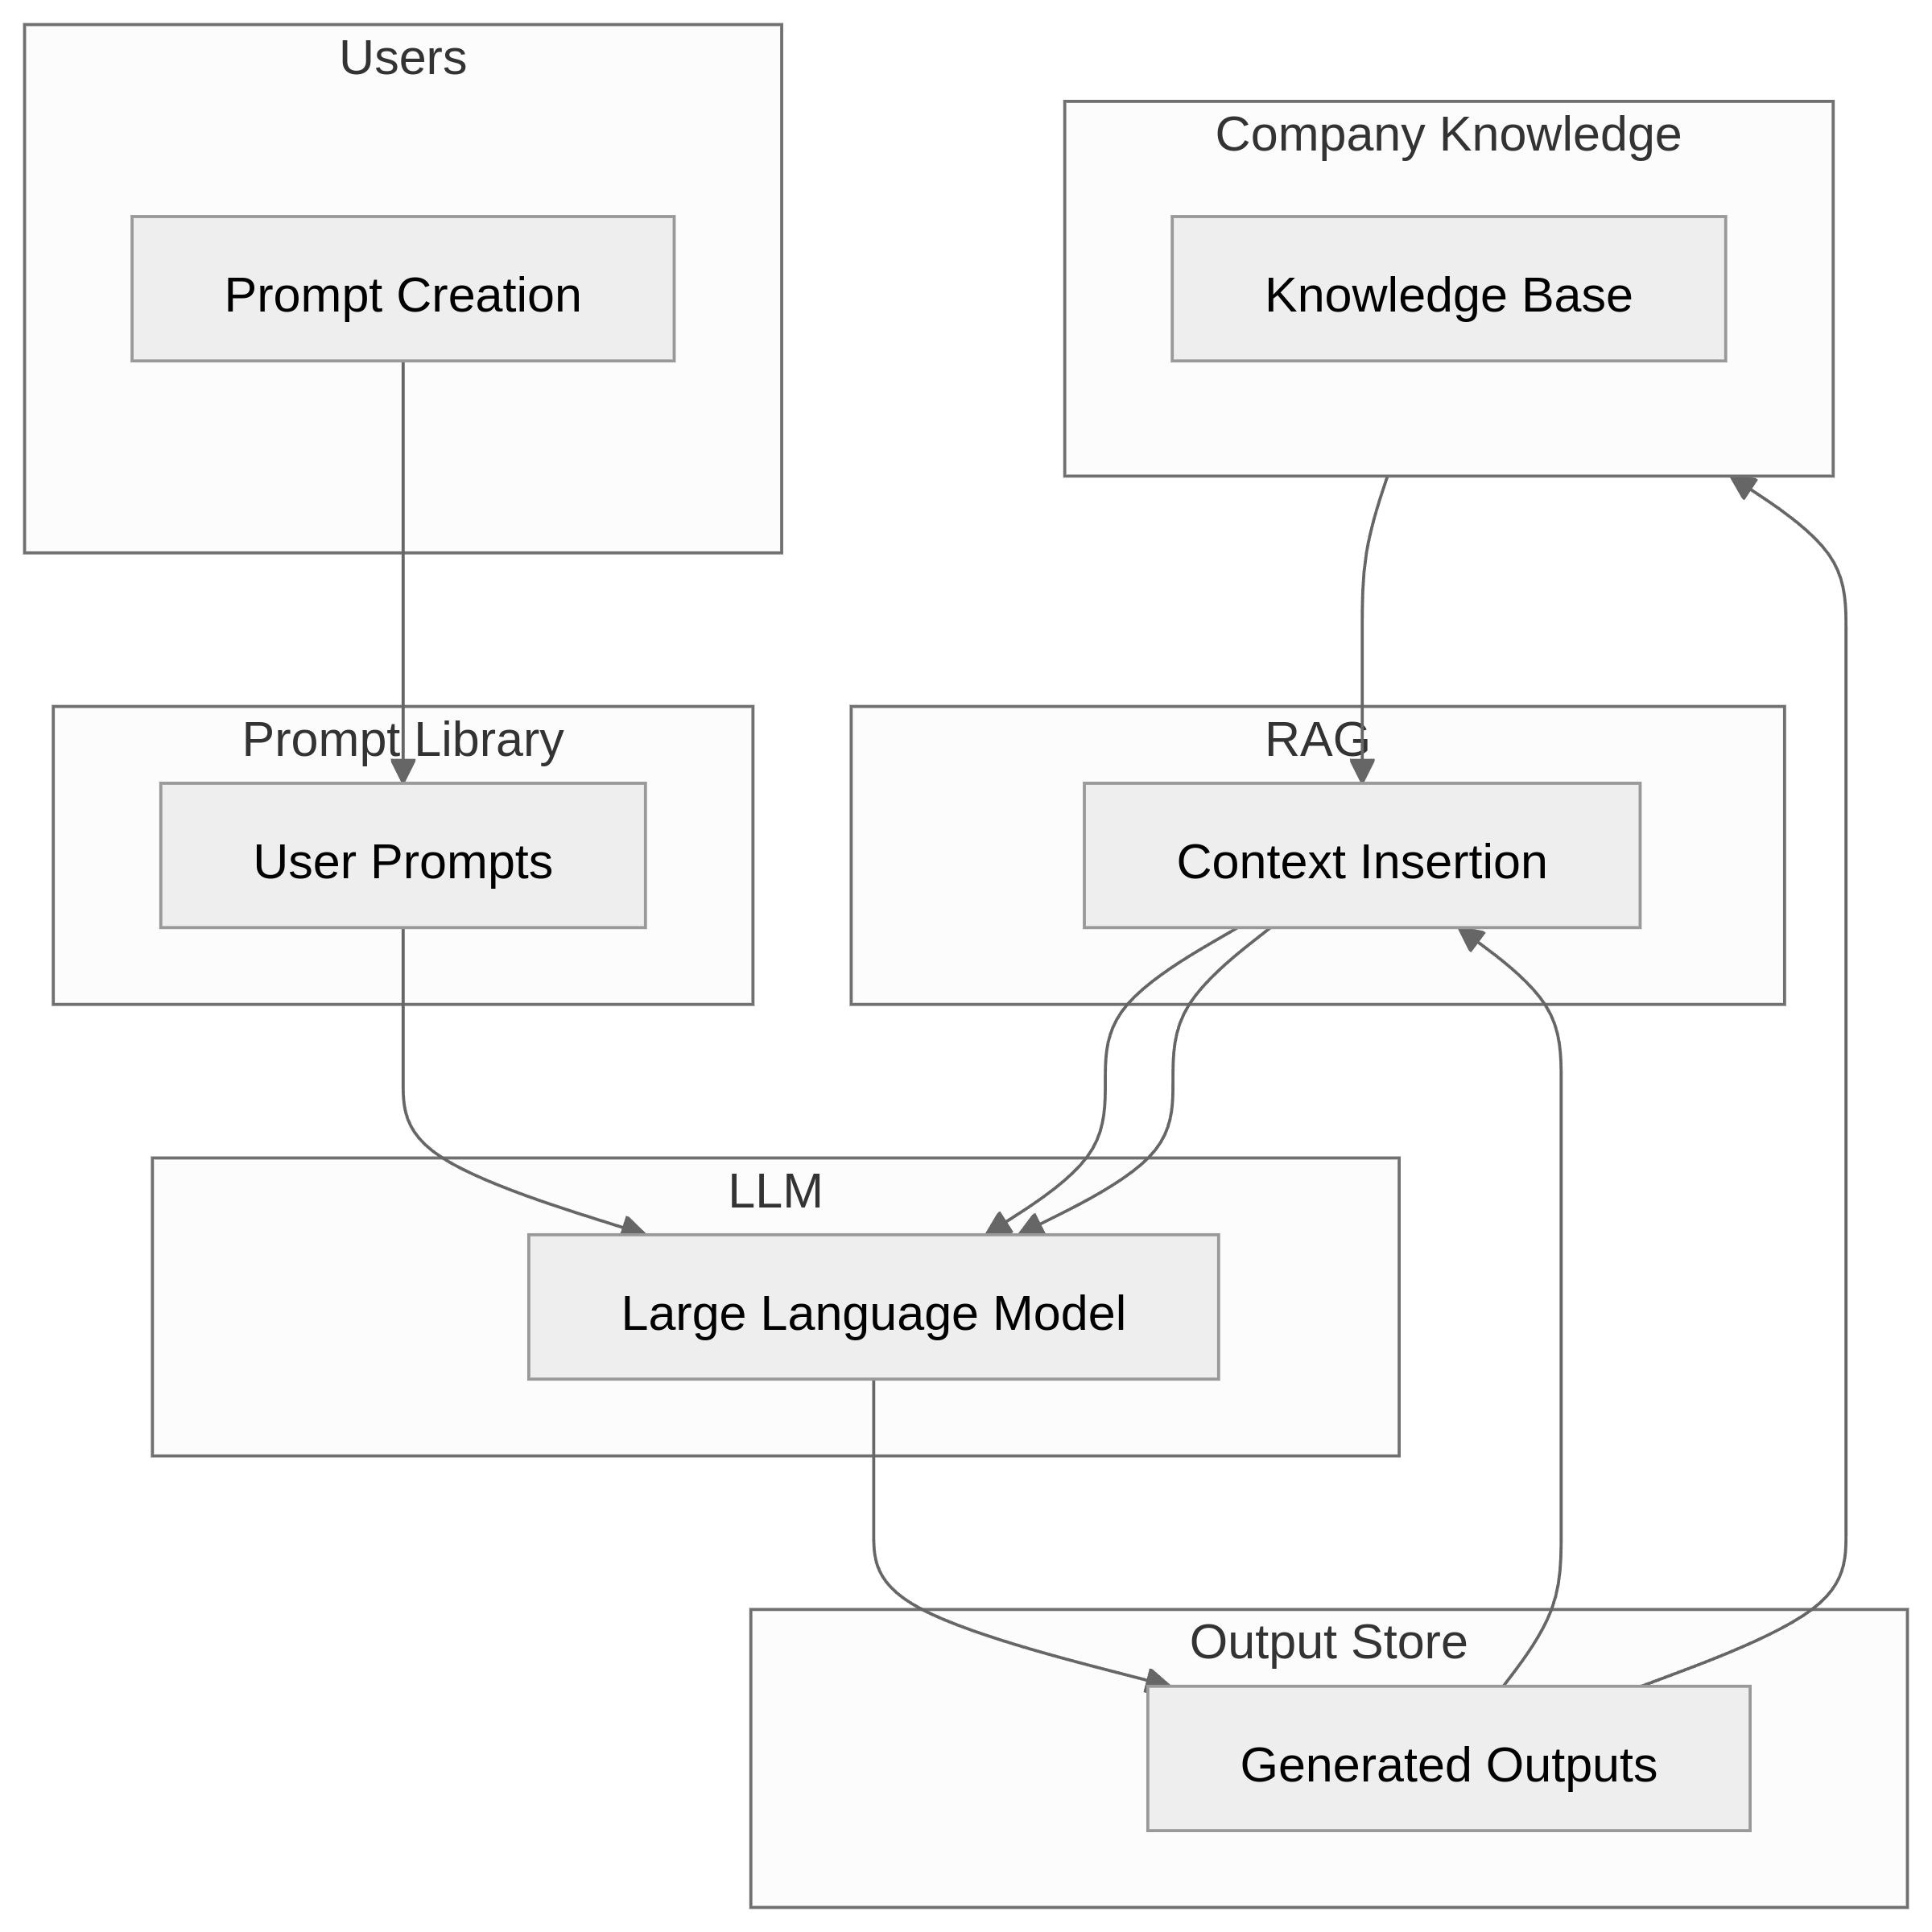 Users
Prompt Creation
Company Knowledge
Knowledge Base
Prompt Library
User Prompts
RAG
Context Insertion
LLM
Large Language Model
Output Store
Generated Outputs